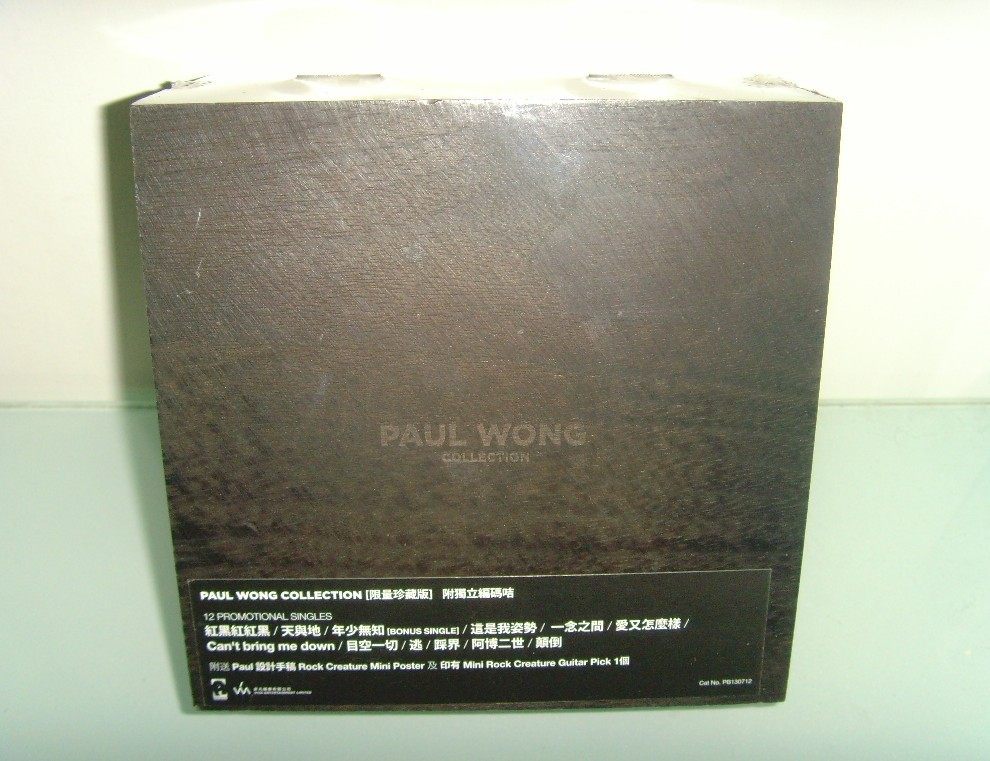 PAUL WONG
COLLECTION
PAUL WONG COLLECTION [限量珍藏版] 附獨立編碼咭
12 PROMOTIONAL SINGLES
紅黑紅紅黑 / 天與地 / 年少無知 [BONUS SINGLE] / 這是我姿勢 / 一念之間 / 愛又怎麼樣 /
Can't bring me down / 目空一切 / 逃 / 踩界 / 阿博二世 / 顛倒
附送 Paul 設計手稿 Rock Creature Mini Poster 及 印有 Mini Rock Creature Guitar Pick 1個
Cat No. PB130712